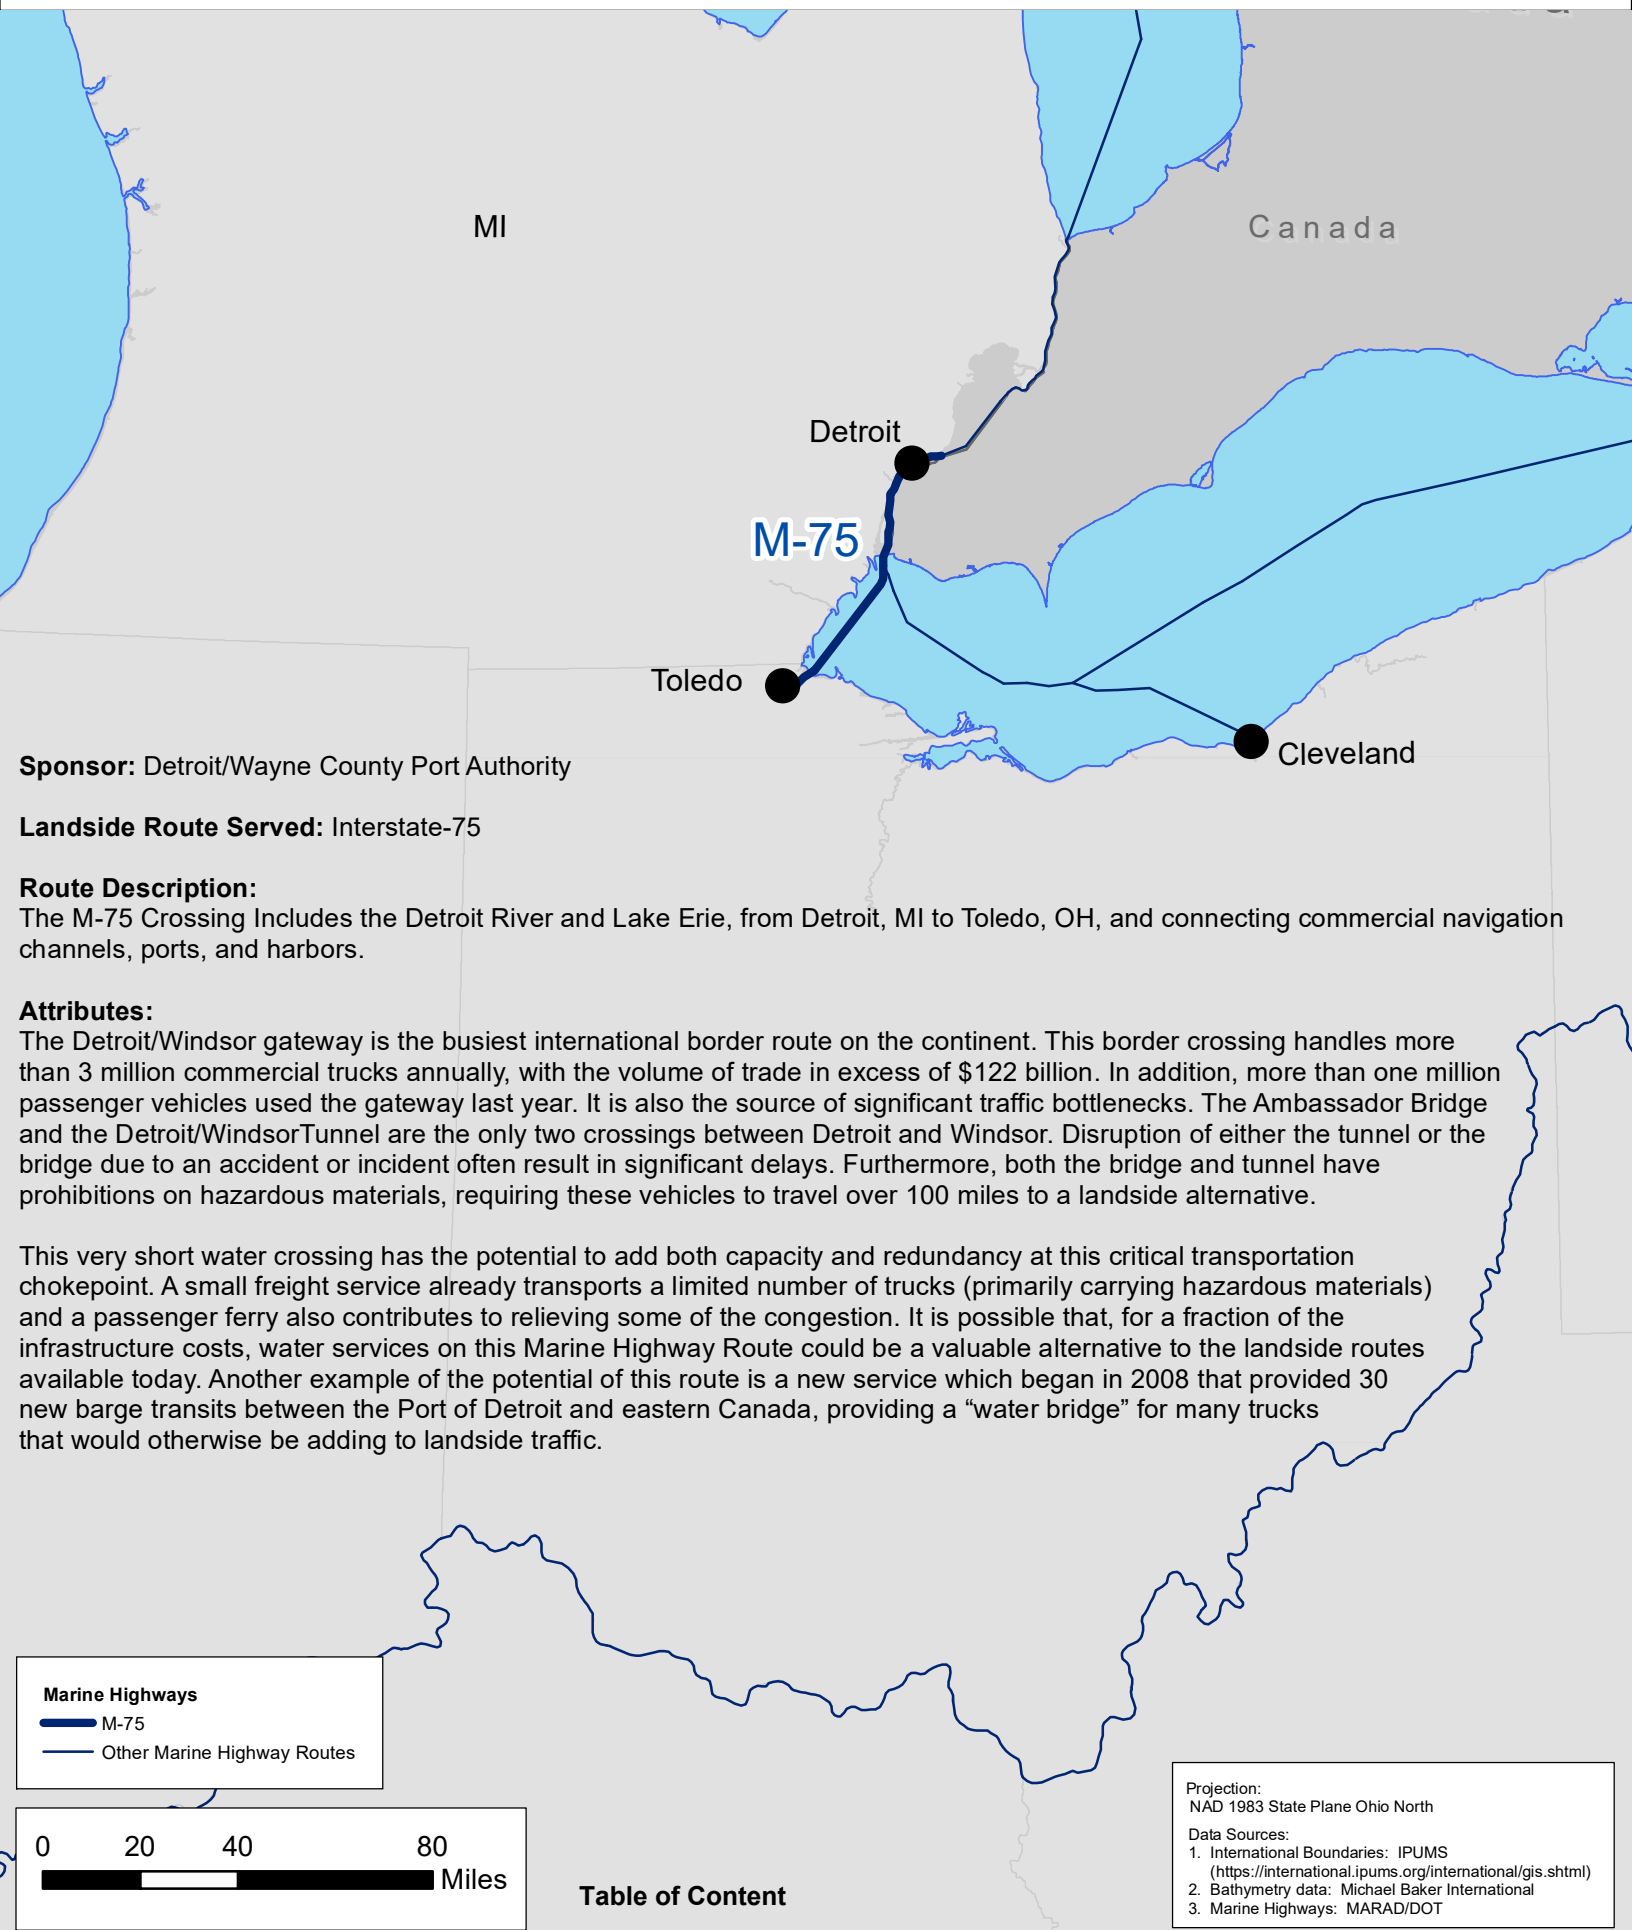 MI
Canada
Detroit
M-75
Toledo
Cleveland
Sponsor: Detroit/Wayne County Port Authority
Landside Route Served: Interstate-75
Route Description:
The M-75 Crossing Includes the Detroit River and Lake Erie, from Detroit, MI to Toledo, OH, and connecting commercial navigation
channels, ports, and harbors.
Attributes:
The Detroit/Windsor gateway is the busiest international border route on the continent. This border crossing handles more
than 3 million commercial trucks annually, with the volume of trade in excess of $122 billion. In addition, more than one million
passenger vehicles used the gateway last year. It is also the source of significant traffic bottlenecks. The Ambassador Bridge
and the Detroit/WindsorTunnel are the only two crossings between Detroit and Windsor. Disruption of either the tunnel or the
bridge due to an accident or incident often result in significant delays. Furthermore, both the bridge and tunnel have
prohibitions on hazardous materials, requiring these vehicles to travel over 100 miles to a landside alternative.
This very short water crossing has the potential to add both capacity and redundancy at this critical transportation
chokepoint. A small freight service already transports a limited number of trucks (primarily carrying hazardous materials)
and a passenger ferry also contributes to relieving some of the congestion. It is possible that, for a fraction of the
infrastructure costs, water services on this Marine Highway Route could be a valuable alternative to the landside routes
available today. Another example of the potential of this route is a new service which began in 2008 that provided 30
new barge transits between the Port of Detroit and eastern Canada, providing a “water bridge” for many trucks
that would otherwise be adding to landside traffic.
Marine Highways
M-75
Other Marine Highway Routes
0 20 40 80
Miles
Table of Content
Projection:
NAD 1983 State Plane Ohio North
Data Sources:
1. International Boundaries: IPUMS
(https://international.ipums.org/international/gis.shtml)
2. Bathymetry data: Michael Baker International
3. Marine Highways: MARAD/DOT